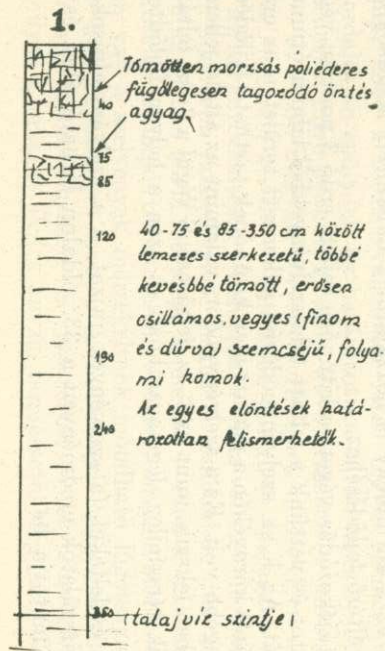 1.
Tömötten morzsás poliéderes
függőlegesen tagozódó öntés
40
agyag.
75
85
120
40-75 és 85-350 cm között
lemezes szerkezetű, többé
kevésbbé tömött, erősen
csillámos, vegyes (finom
és dúrva) szemcséjű, folya-
190
mi homok.
Az egyes elöntések hatá-
240
rozottan felismerhetők.
350 (talajvíz szintje)